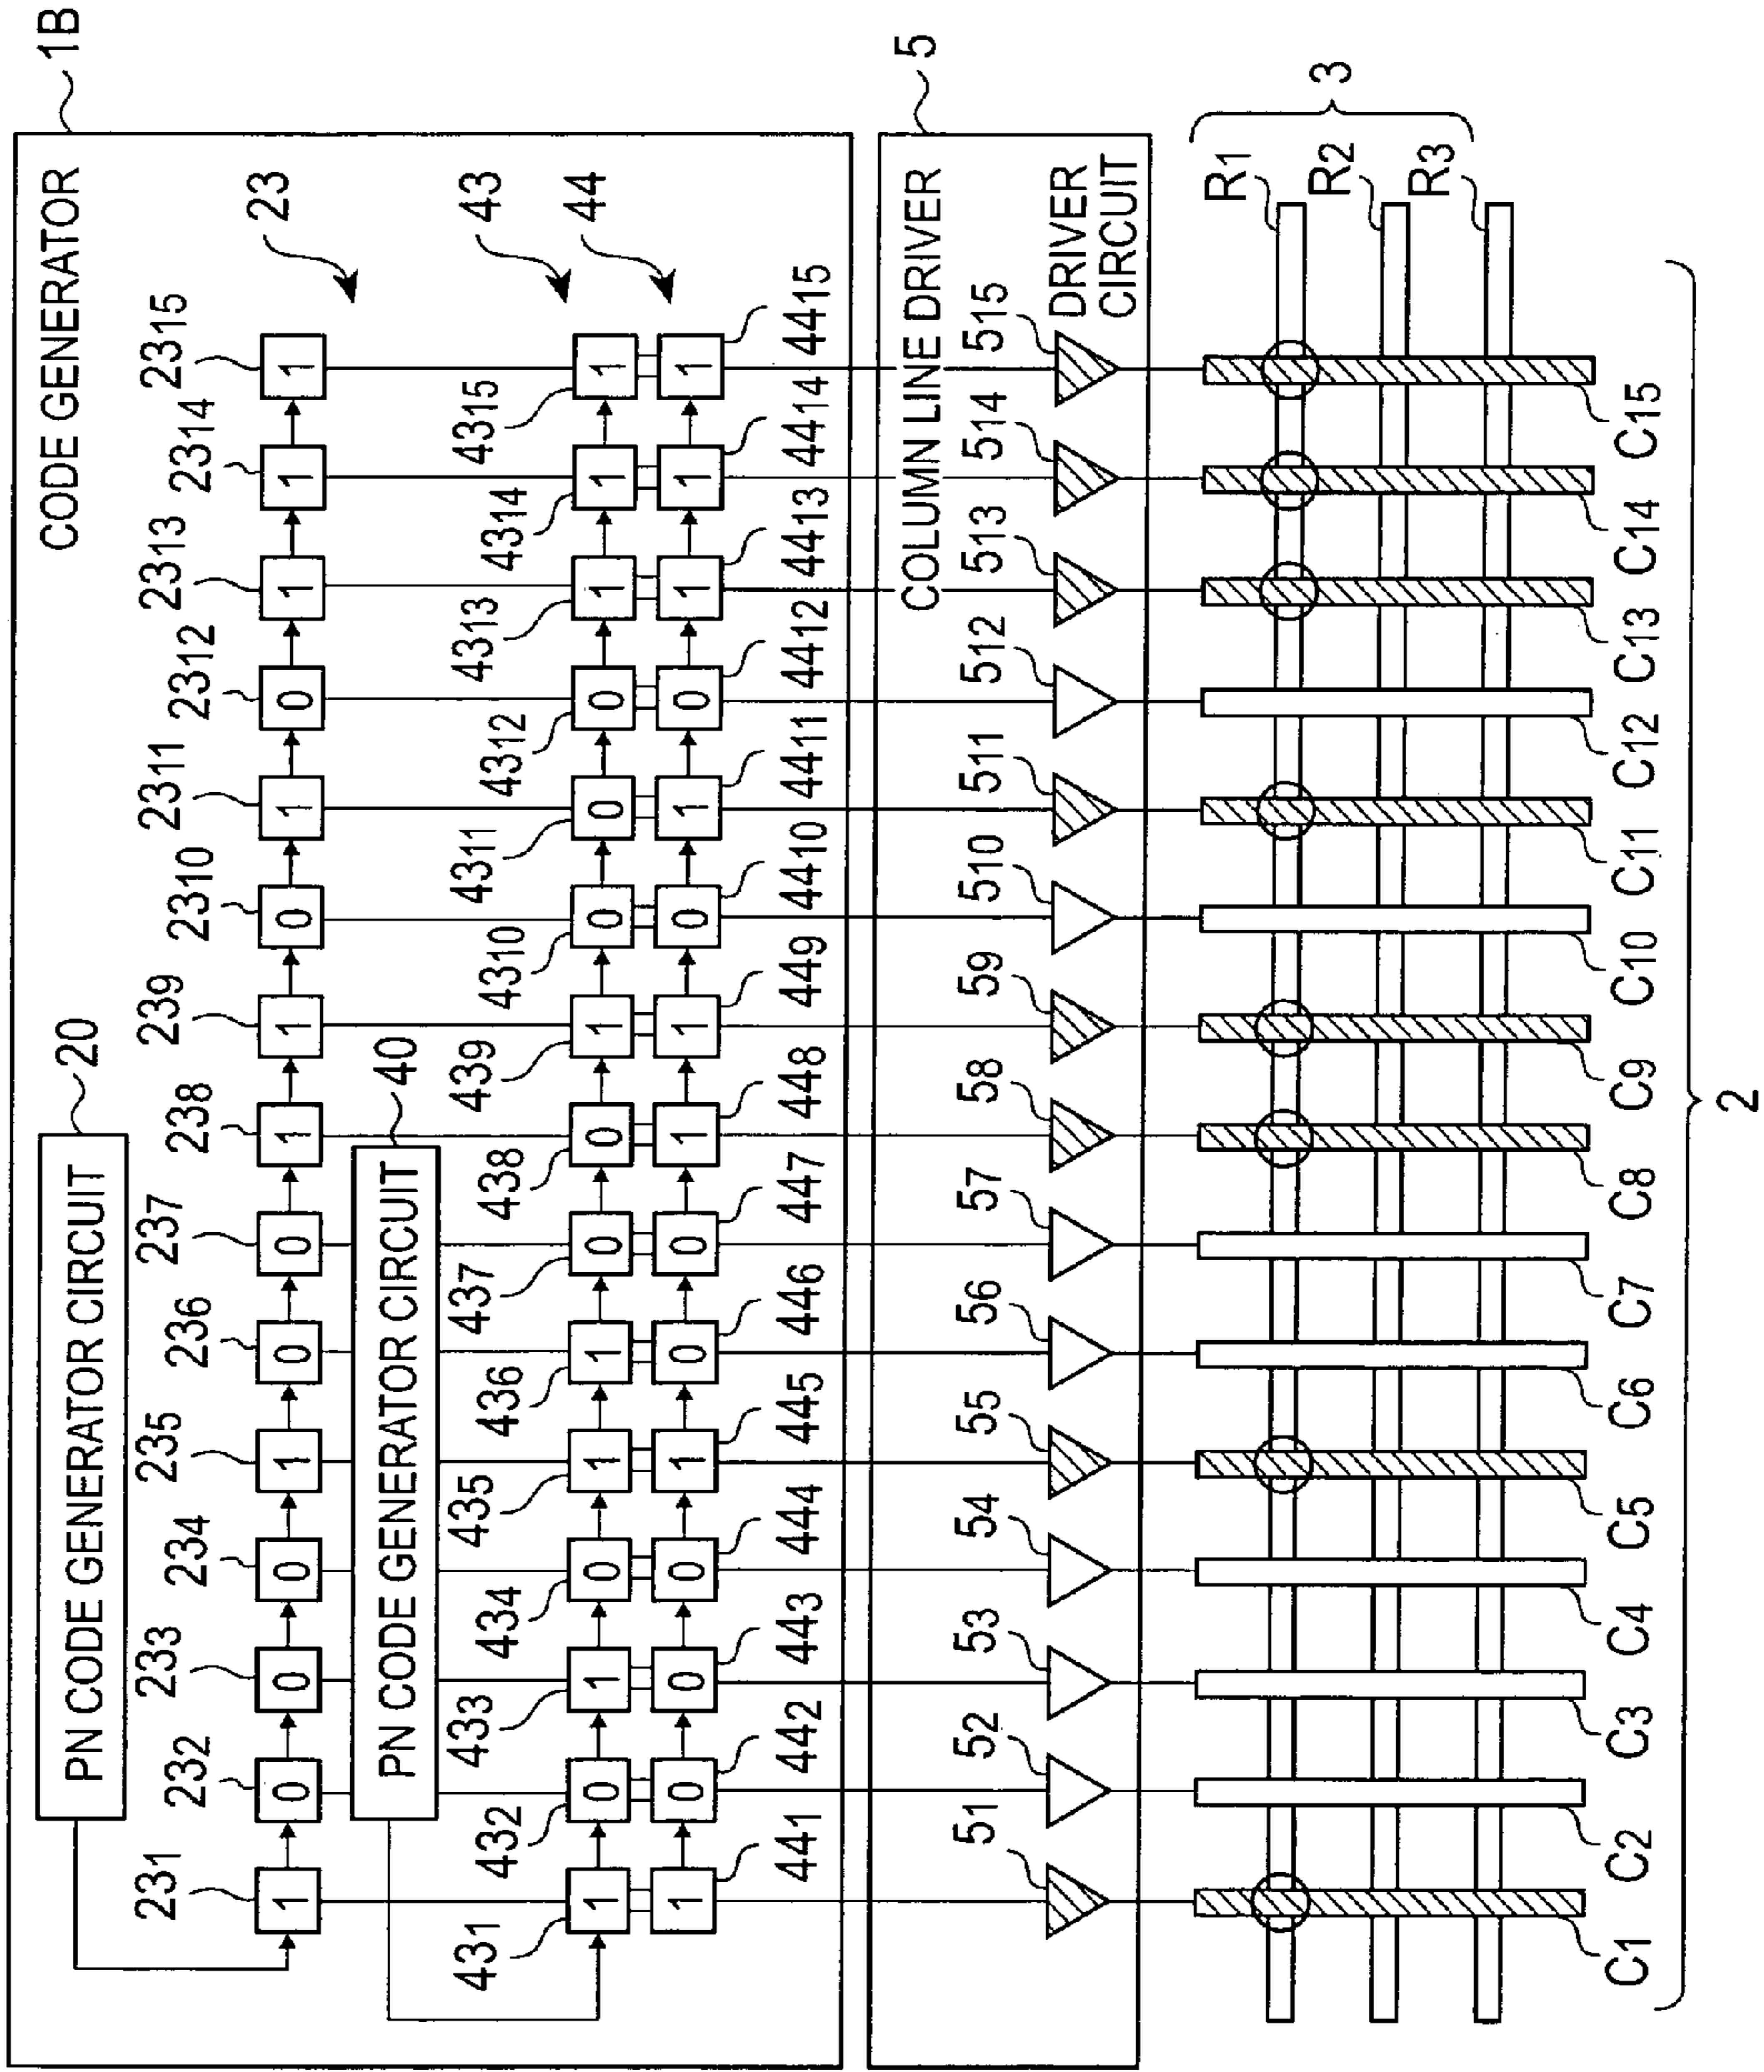 CODE GENERATOR
1B
PN CODE GENERATOR CIRCUIT
20
231 232 233 234 235 236 237 238 239 2310 2311 2312 2313 2314 2315
23
1 0 0 0 1 0 0 1 1 0 1 0 1 1 1
PN CODE GENERATOR CIRCUIT
40
431 432 433 434 435 436 437 438 439 4310 4311 4312 4313 4314 4315
43
1 0 1 0 1 1 0 0 1 0 0 0 1 1 1
44
1 0 0 0 1 0 0 1 1 0 1 0 1 1 1
441 442 443 444 445 446 447 448 449 4410 4411 4412 4413 4414 4415
COLUMN LINE DRIVER
5
51 52 53 54 55 56 57 58 59 510 511 512 513 514 515
DRIVER
CIRCUIT
R1
R2
R3
3
C1 C2 C3 C4 C5 C6 C7 C8 C9 C10 C11 C12 C13 C14 C15
2